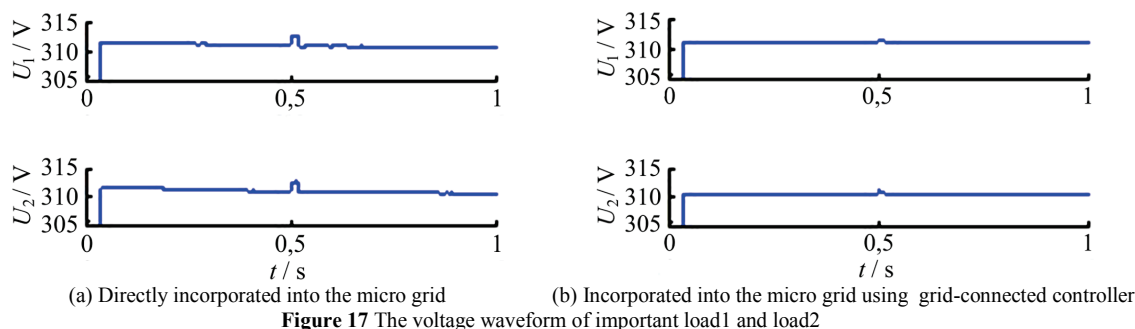 315
310
305
U1 / V
0
0,5
1
315
310
305
U1 / V
0
0,5
1
315
310
305
U2 / V
0
0,5
1
t / s
315
310
305
U2 / V
0
0,5
1
t / s
(a) Directly incorporated into the micro grid
(b) Incorporated into the micro grid using grid-connected controller
Figure 17 The voltage waveform of important load1 and load2